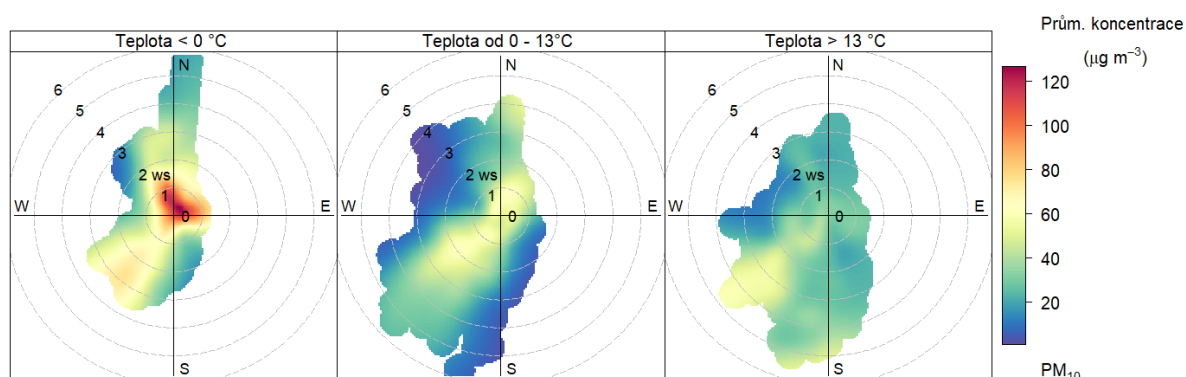 Teplota < 0 °C
Teplota od 0 - 13°C
Teplota > 13 °C
Prům. koncentrace
(μg m⁻³)
N
6
5
4
3
2 ws
1
0
W
E
S
N
6
5
4
3
2 ws
1
0
W
E
S
N
6
5
4
3
2 ws
1
0
W
E
S
120
100
80
60
40
20
PM₁₀